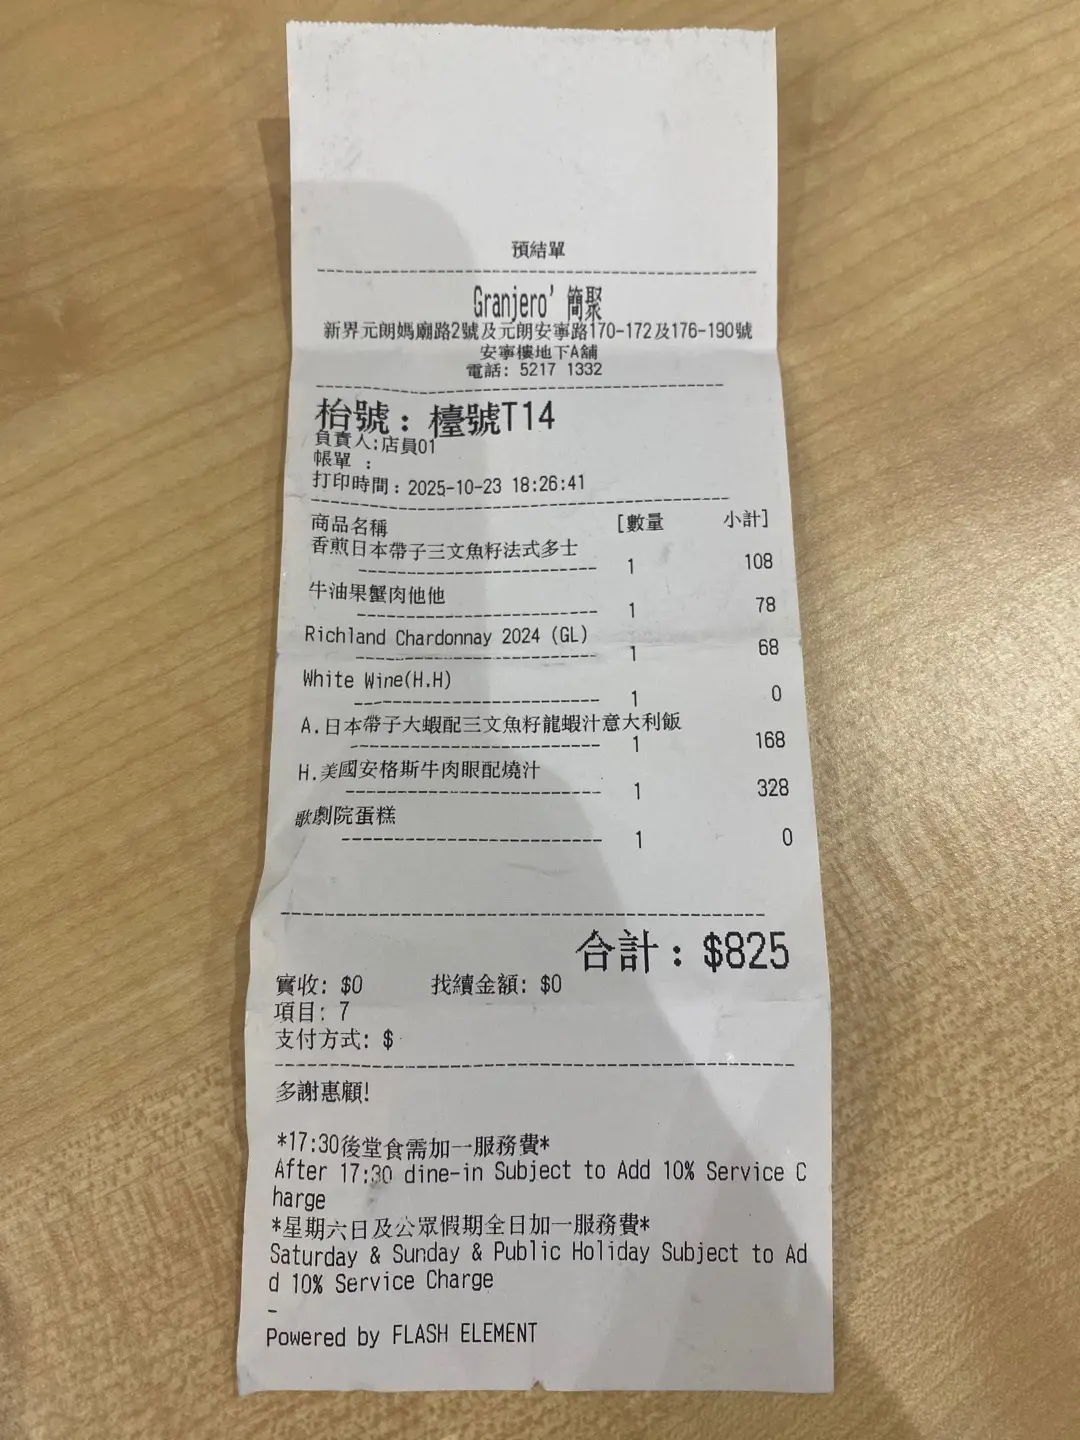 預結單
Granjero' 簡聚
新界元朗媽廟路2號及元朗安寧路170-172及176-190號
安寧樓地下A舖
電話: 5217 1332
枱號: 檯號T14
負責人:店員01
帳單 :
打印時間: 2025-10-23 18:26:41
商品名稱 [數量 小計]
香煎日本帶子三文魚籽法式多士
1 108
牛油果蟹肉他他
1 78
Richland Chardonnay 2024 (GL)
1 68
White Wine(H.H)
1 0
A.日本帶子大蝦配三文魚籽龍蝦汁意大利飯
1 168
H.美國安格斯牛肉眼配燒汁
1 328
歌劇院蛋糕
1 0
合計: $825
實收: $0 找續金額: $0
項目: 7
支付方式: $
多謝惠顧!
*17:30後堂食需加一服務費*
After 17:30 dine-in Subject to Add 10% Service C
harge
*星期六日及公眾假期全日加一服務費*
Saturday & Sunday & Public Holiday Subject to Ad
d 10% Service Charge
-
Powered by FLASH ELEMENT